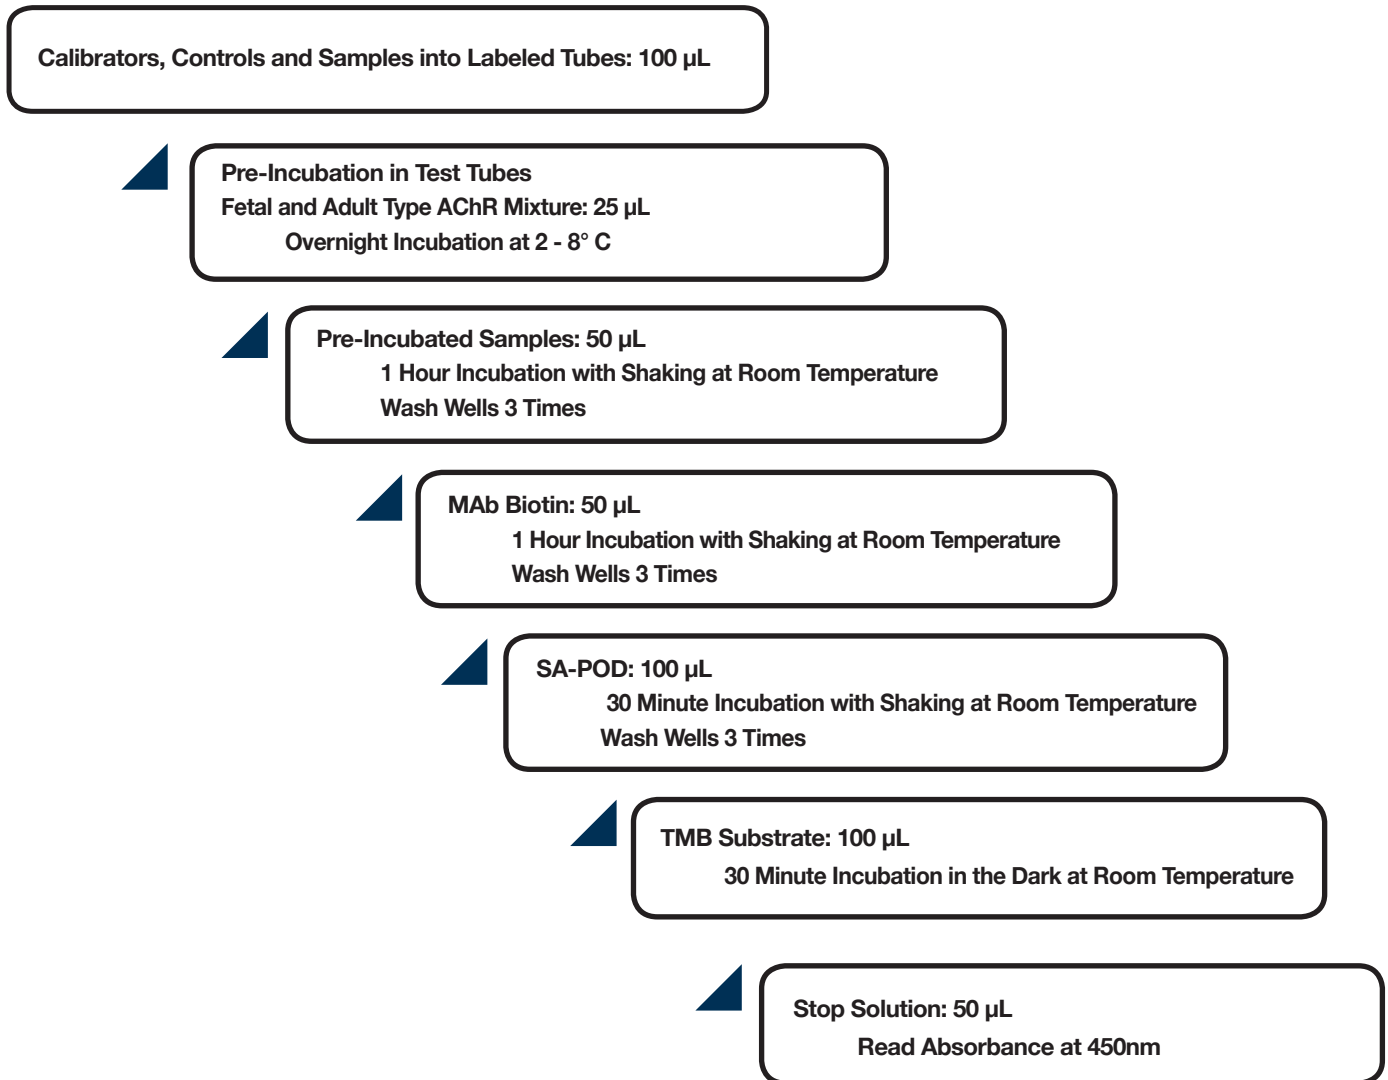 Calibrators, Controls and Samples into Labeled Tubes: 100 µL
Pre-Incubation in Test Tubes
Fetal and Adult Type AChR Mixture: 25 µL
Overnight Incubation at 2 - 8° C
Pre-Incubated Samples: 50 µL
1 Hour Incubation with Shaking at Room Temperature
Wash Wells 3 Times
MAb Biotin: 50 µL
1 Hour Incubation with Shaking at Room Temperature
Wash Wells 3 Times
SA-POD: 100 µL
30 Minute Incubation with Shaking at Room Temperature
Wash Wells 3 Times
TMB Substrate: 100 µL
30 Minute Incubation in the Dark at Room Temperature
Stop Solution: 50 µL
Read Absorbance at 450nm